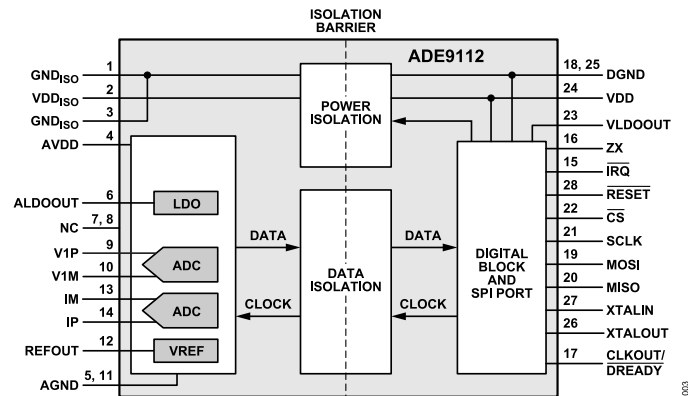 ISOLATION
BARRIER
ADE9112
1
GNDISO
2
VDDISO
3
GNDISO
4
AVDD
6
ALDOOUT
7, 8
NC
9
V1P
10
V1M
13
IM
14
IP
12
REFOUT
5, 11
AGND
LDO
ADC
ADC
VREF
POWER
ISOLATION
DATA
CLOCK
DATA
ISOLATION
DATA
CLOCK
DIGITAL
BLOCK
AND
SPI PORT
18, 25
DGND
24
VDD
23
VLDOOUT
16
ZX
15
IRQ
28
RESET
22
CS
21
SCLK
19
MOSI
20
MISO
27
XTALIN
26
XTALOUT
17
CLKOUT/
DREADY
003